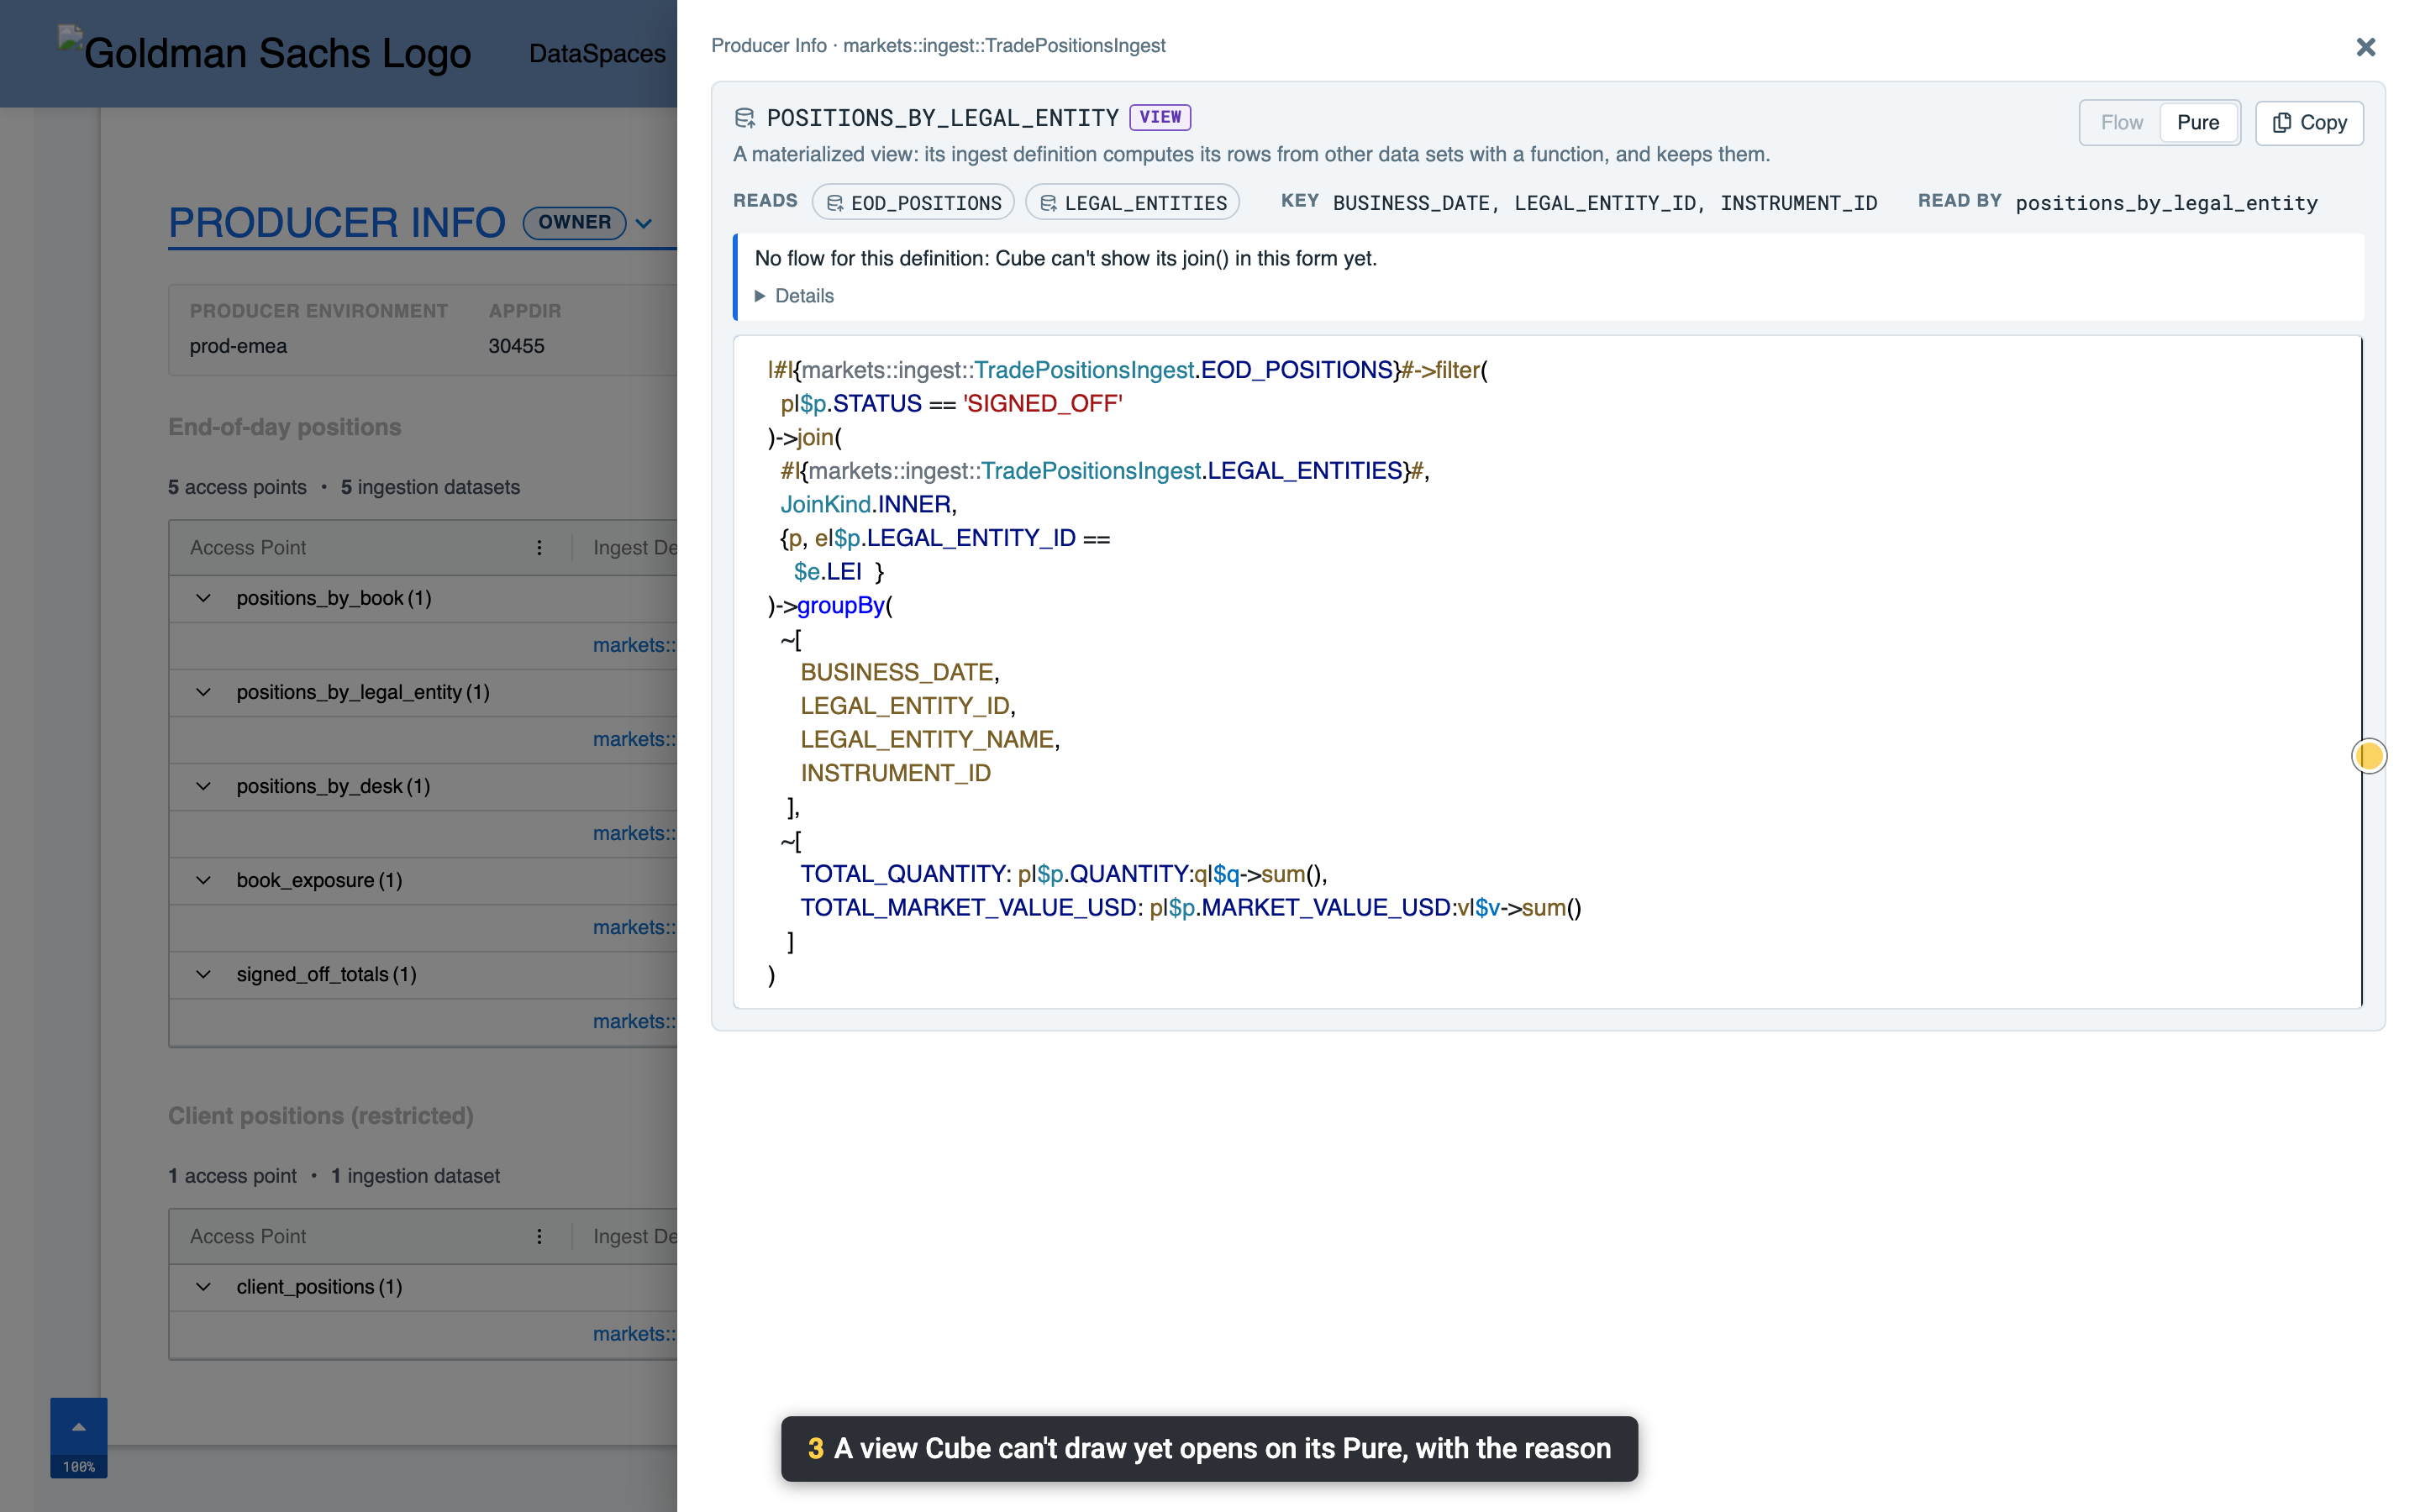 Goldman Sachs Logo
DataSpaces
PRODUCER INFO OWNER
PRODUCER ENVIRONMENT APPDIR
prod-emea 30455
End-of-day positions
5 access points • 5 ingestion datasets
Access Point Ingest De
positions_by_book (1)
markets::
positions_by_legal_entity (1)
markets::
positions_by_desk (1)
markets::
book_exposure (1)
markets::
signed_off_totals (1)
markets::
Client positions (restricted)
1 access point • 1 ingestion dataset
Access Point Ingest De
client_positions (1)
markets::
100%
Producer Info · markets::ingest::TradePositionsIngest
POSITIONS_BY_LEGAL_ENTITY VIEW
Flow Pure Copy
A materialized view: its ingest definition computes its rows from other data sets with a function, and keeps them.
READS EOD_POSITIONS LEGAL_ENTITIES KEY BUSINESS_DATE, LEGAL_ENTITY_ID, INSTRUMENT_ID READ BY positions_by_legal_entity
No flow for this definition: Cube can't show its join() in this form yet.
Details
|#I{markets::ingest::TradePositionsIngest.EOD_POSITIONS}#->filter(
p|$p.STATUS == 'SIGNED_OFF'
)->join(
#I{markets::ingest::TradePositionsIngest.LEGAL_ENTITIES}#,
JoinKind.INNER,
{p, e|$p.LEGAL_ENTITY_ID ==
$e.LEI }
)->groupBy(
~[
BUSINESS_DATE,
LEGAL_ENTITY_ID,
LEGAL_ENTITY_NAME,
INSTRUMENT_ID
],
~[
TOTAL_QUANTITY: p|$p.QUANTITY:q|$q->sum(),
TOTAL_MARKET_VALUE_USD: p|$p.MARKET_VALUE_USD:v|$v->sum()
]
)
3 A view Cube can't draw yet opens on its Pure, with the reason